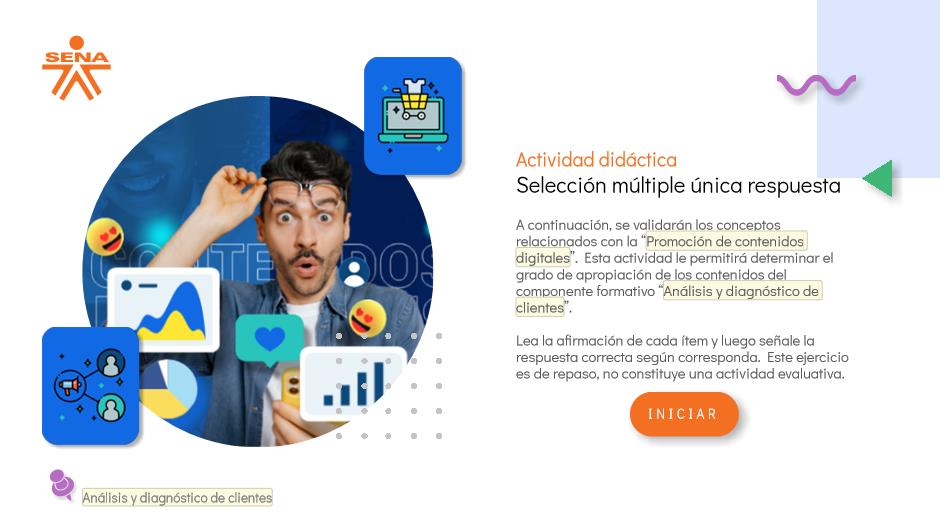 SENA
CONTENIDOS
Actividad didáctica
Selección múltiple única respuesta
A continuación, se validarán los conceptos
relacionados con la “Promoción de contenidos
digitales”. Esta actividad le permitirá determinar el
grado de apropiación de los contenidos del
componente formativo “Análisis y diagnóstico de
clientes”.
Lea la afirmación de cada ítem y luego señale la
respuesta correcta según corresponda. Este ejercicio
es de repaso, no constituye una actividad evaluativa.
INICIAR
Análisis y diagnóstico de clientes